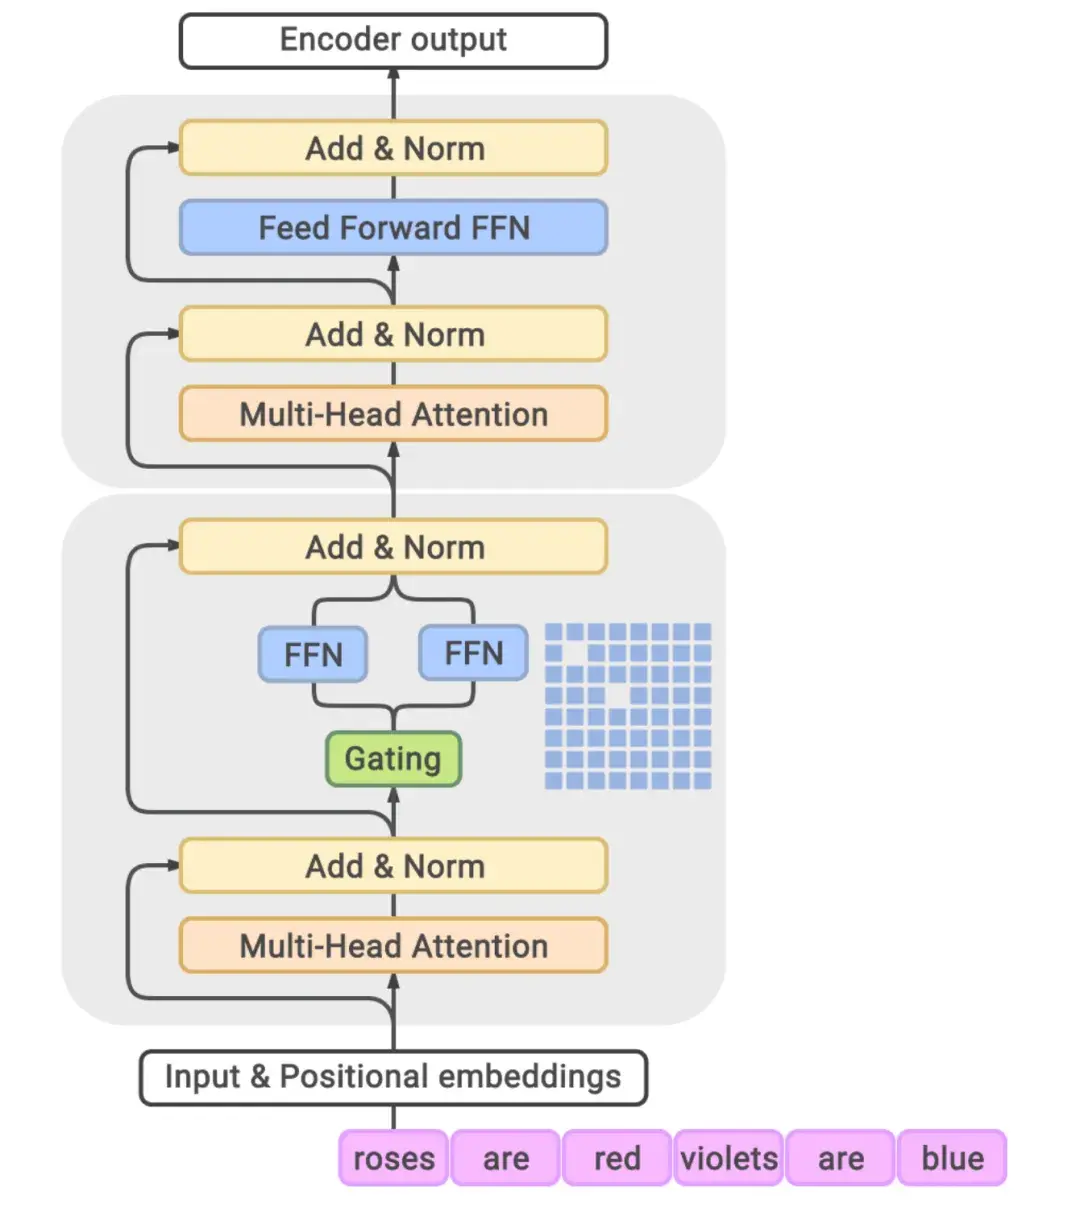 Encoder output
Add & Norm
Feed Forward FFN
Add & Norm
Multi-Head Attention
Add & Norm
FFN FFN
Gating
Add & Norm
Multi-Head Attention
Input & Positional embeddings
roses are red violets are blue